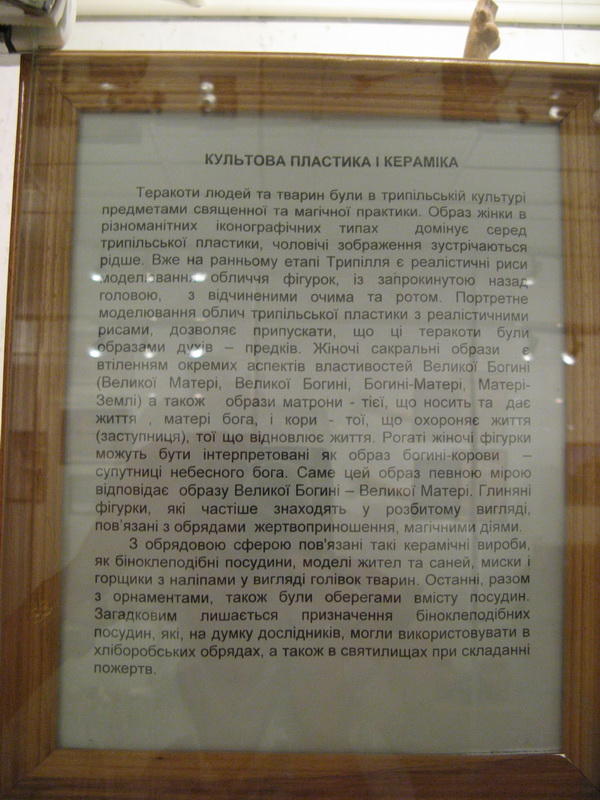 КУЛЬТОВА ПЛАСТИКА І КЕРАМІКА
Теракоти людей та тварин були в трипільській культурі
предметами священної та магічної практики. Образ жінки в
різноманітних іконографічних типах домінує серед
трипільської пластики, чоловічі зображення зустрічаються
рідше. Вже на ранньому етапі Трипілля є реалістичні риси
моделювання обличчя фігурок, із запрокинутою назад
головою, з відчиненими очима та ротом. Портретне
моделювання облич трипільської пластики з реалістичними
рисами, дозволяє припускати, що ці теракоти були
образами духів – предків. Жіночі сакральні образи є
втіленням окремих аспектів властивостей Великої Богині
(Великої Матері, Великої Богині, Богині-Матері, Матері-
Землі) а також образи матрони - тієї, що носить та дає
життя , матері бога, і кори - тої, що охороняє життя
(заступниця), тої що відновлює життя. Рогаті жіночі фігурки
можуть бути інтерпретовані як образ богині-корови –
супутниці небесного бога. Саме цей образ певною мірою
відповідає образу Великої Богині – Великої Матері. Глиняні
фігурки, які частіше знаходять у розбитому вигляді,
пов'язані з обрядами жертвоприношення, магічними діями.
З обрядовою сферою пов'язані такі керамічні вироби,
як біноклеподібні посудини, моделі жител та саней, миски і
горщики з наліпами у вигляді голівок тварин. Останні, разом
з орнаментами, також були оберегами вмісту посудин.
Загадковим лишається призначення біноклеподібних
посудин, які, на думку дослідників, могли використовувати в
хліборобських обрядах, а також в святилищах при складанні
пожертв.